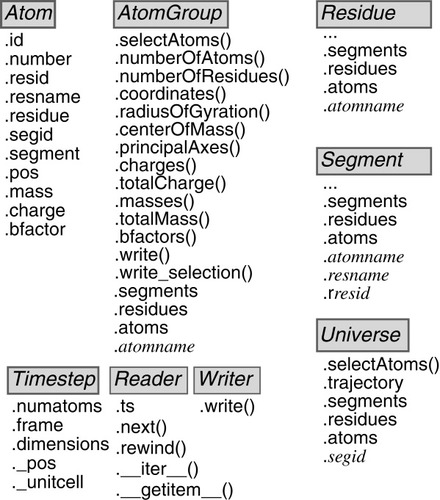 Atom
.id
.number
.resid
.resname
.residue
.segid
.segment
.pos
.mass
.charge
.bfactor
AtomGroup
.selectAtoms()
.numberOfAtoms()
.numberOfResidues()
.coordinates()
.radiusOfGyration()
.centerOfMass()
.principalAxes()
.charges()
.totalCharge()
.masses()
.totalMass()
.bfactors()
.write()
.write_selection()
.segments
.residues
.atoms
.atomname
Residue
...
.segments
.residues
.atoms
.atomname
Segment
...
.segments
.residues
.atoms
.atomname
.resname
.rresid
Universe
.selectAtoms()
.trajectory
.segments
.residues
.atoms
.segid
Timestep
.numatoms
.frame
.dimensions
._pos
._unitcell
Reader
.ts
.next()
.rewind()
.__iter__()
.__getitem__()
Writer
.write()